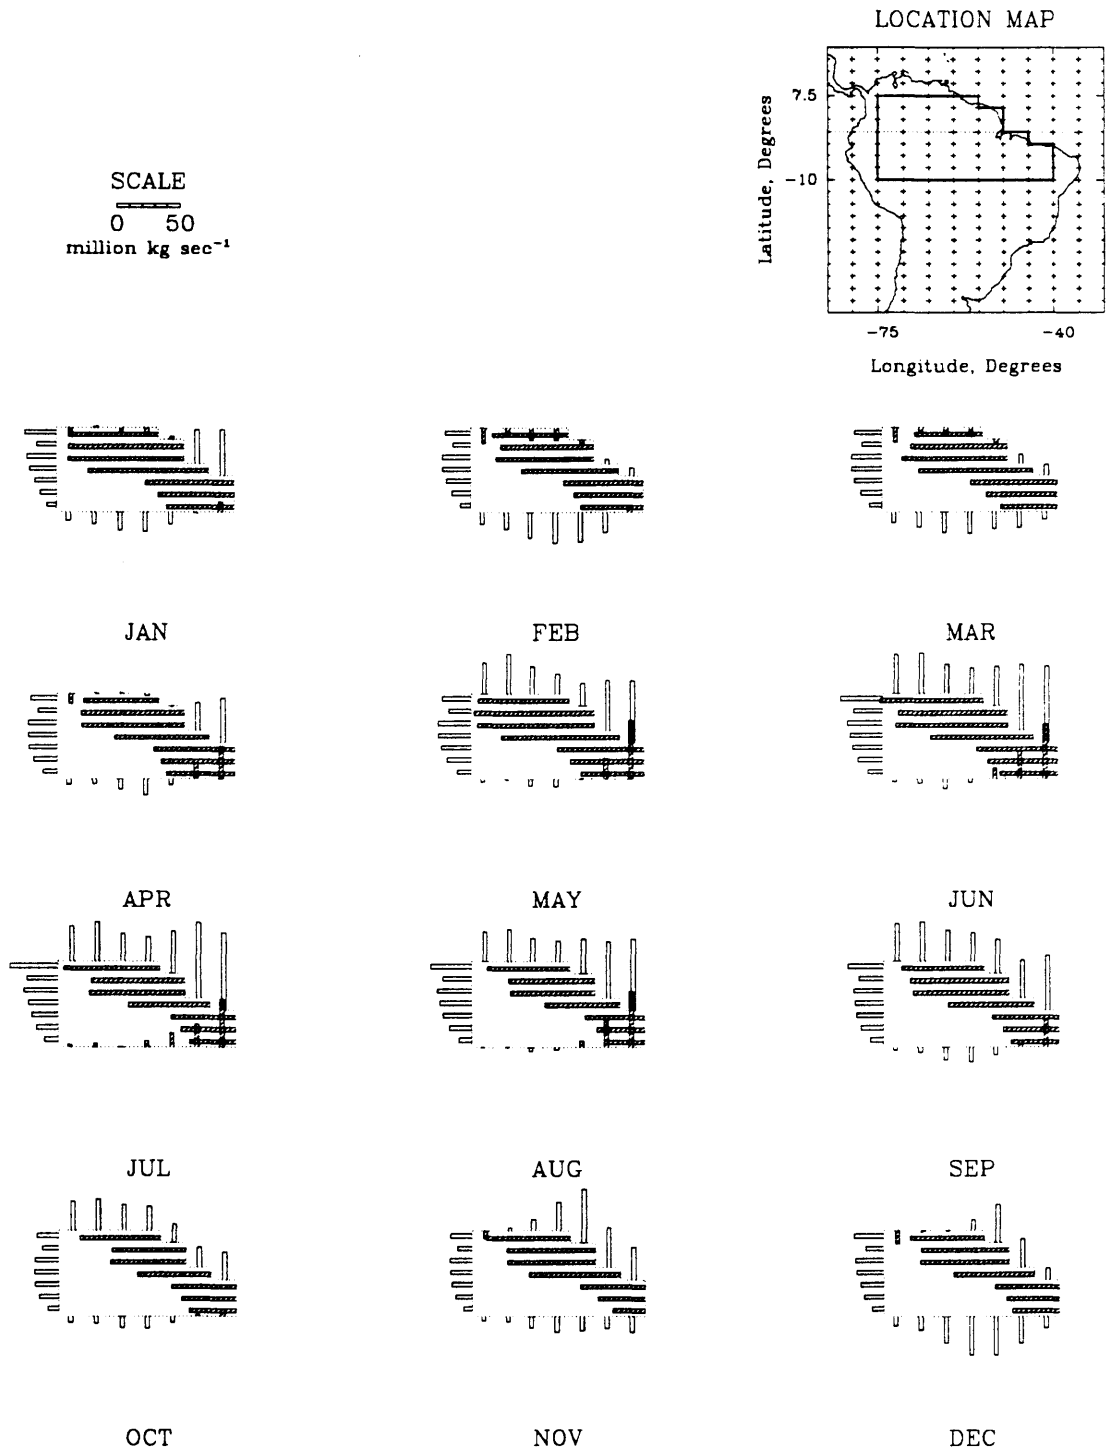 LOCATION MAP
7.5
-10
Latitude, Degrees
-75 -40
Longitude, Degrees
SCALE
0 50
million kg sec⁻¹
JAN FEB MAR
APR MAY JUN
JUL AUG SEP
OCT NOV DEC